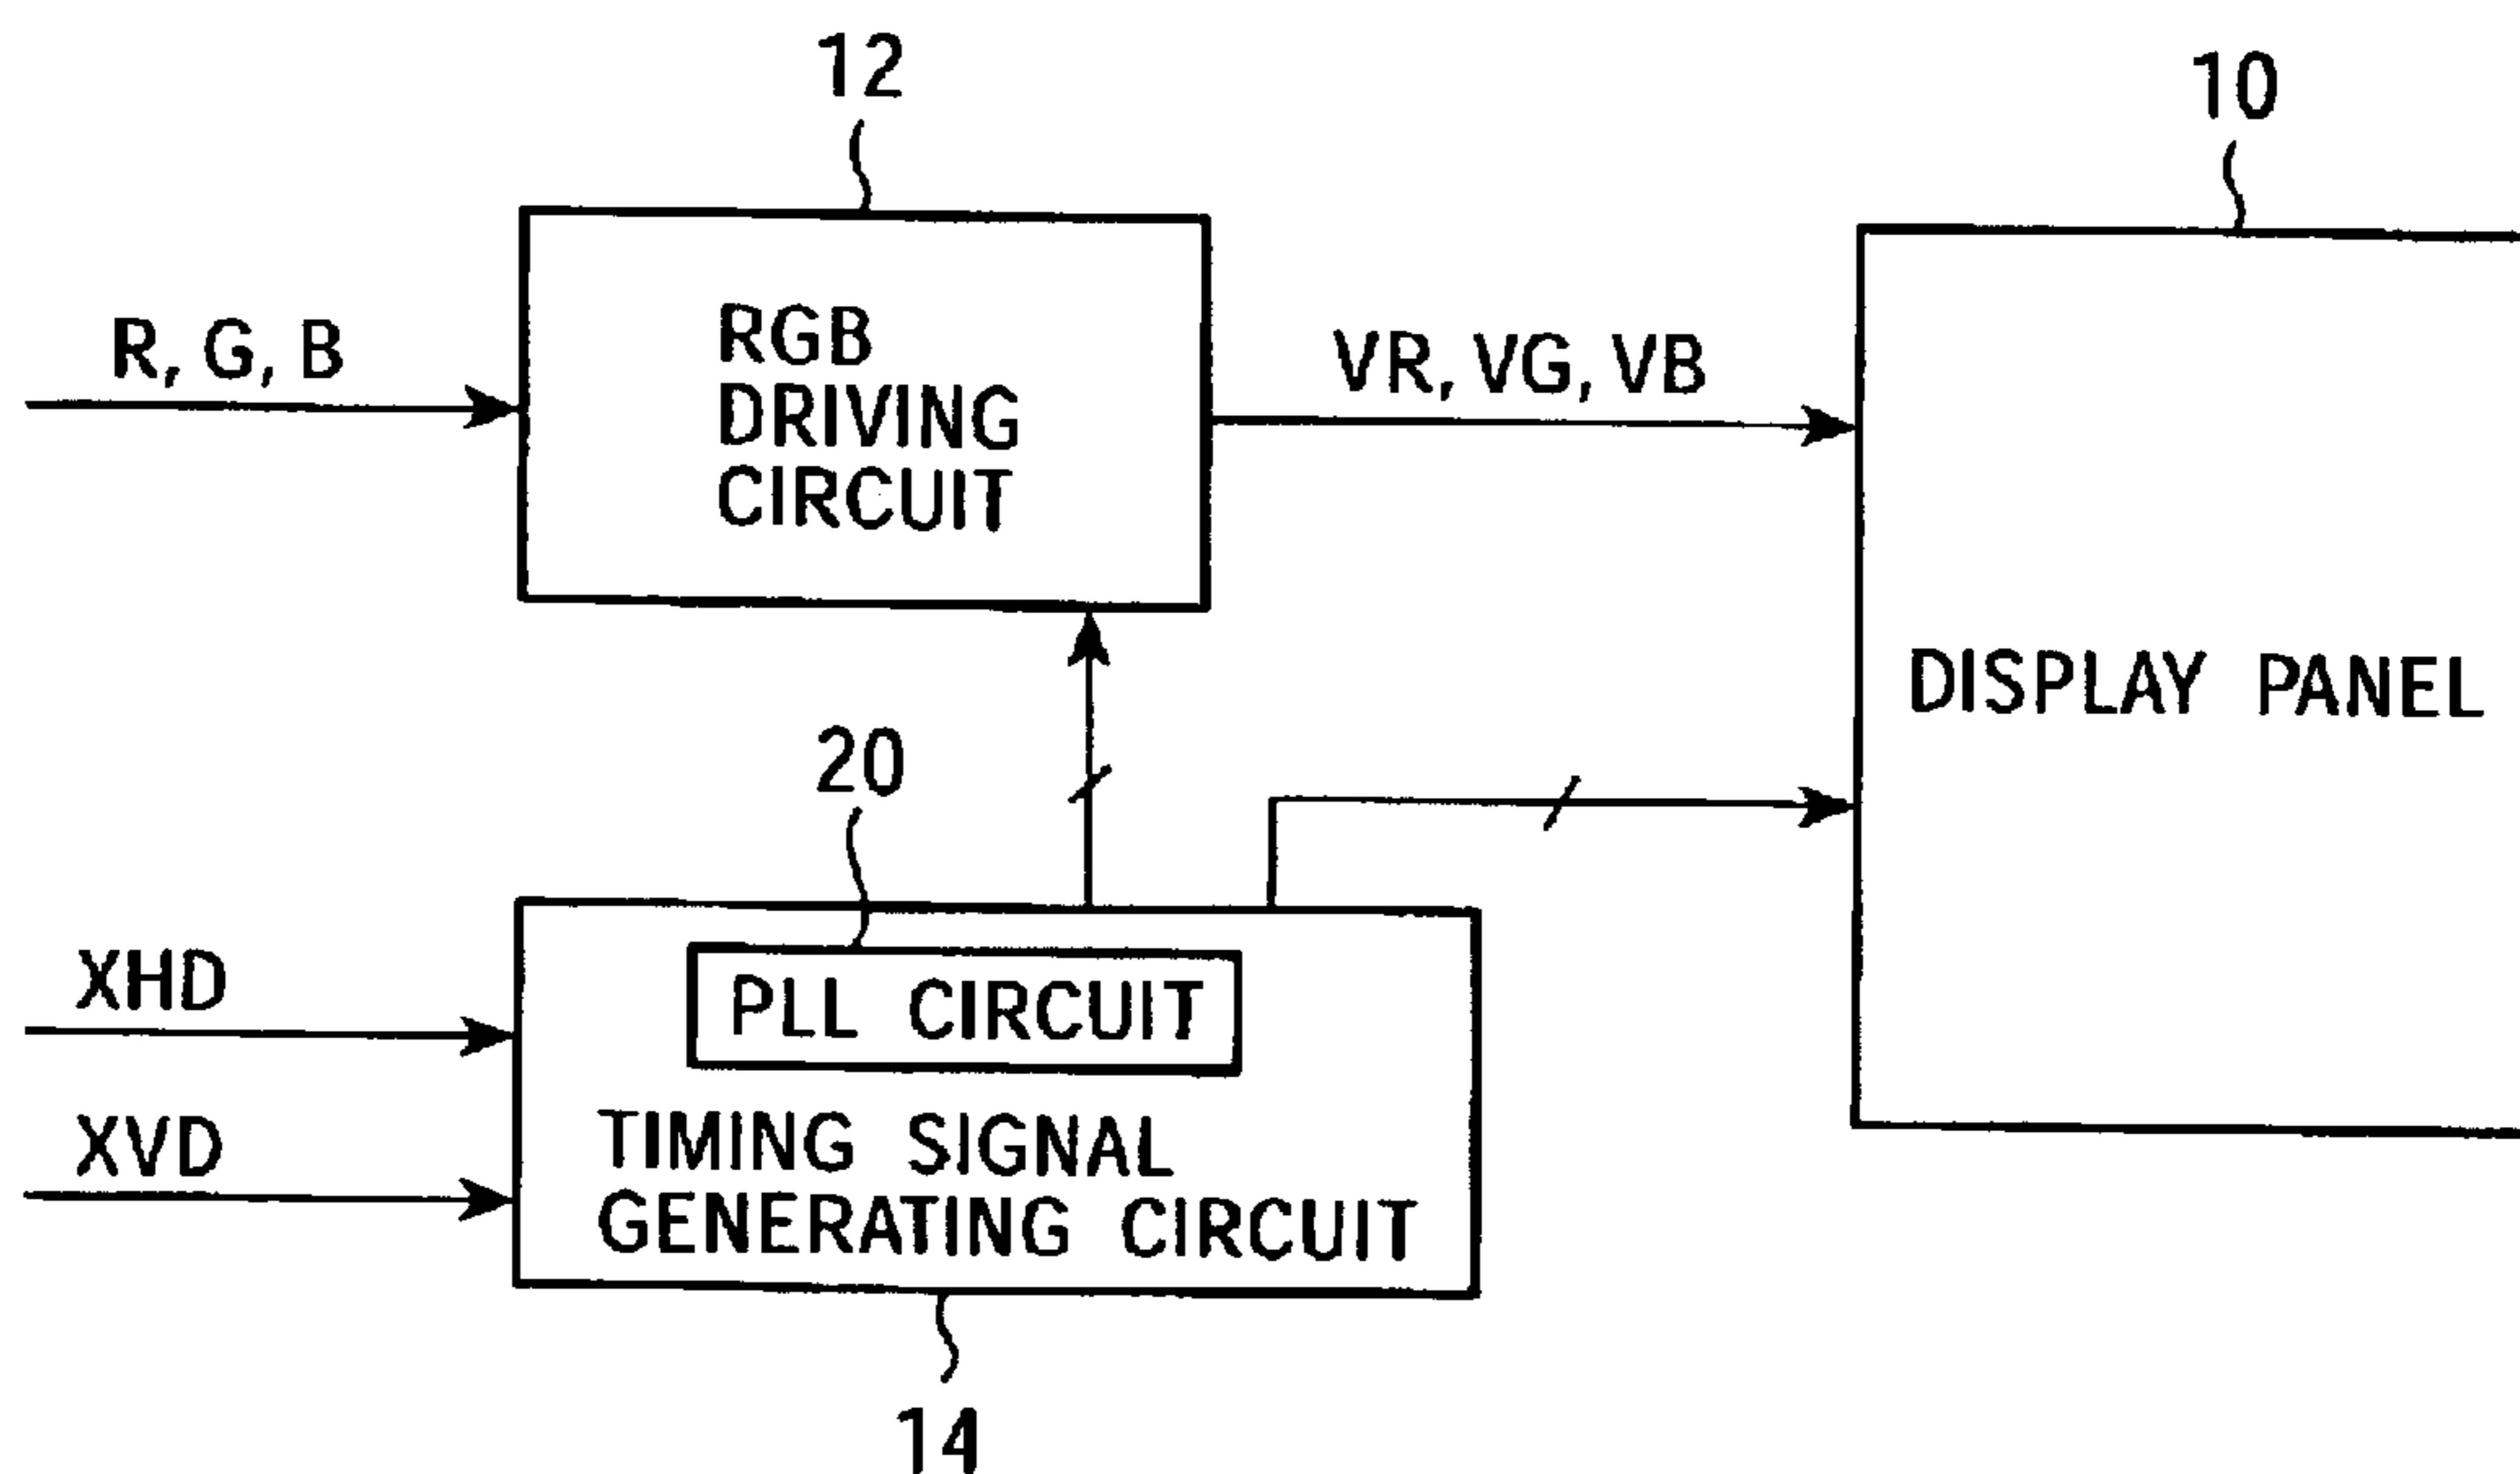 12
10
R, G, B
RGB
DRIVING
CIRCUIT
VR, VG, VB
DISPLAY PANEL
20
XHD
PLL CIRCUIT
XVD
TIMING SIGNAL
GENERATING CIRCUIT
14